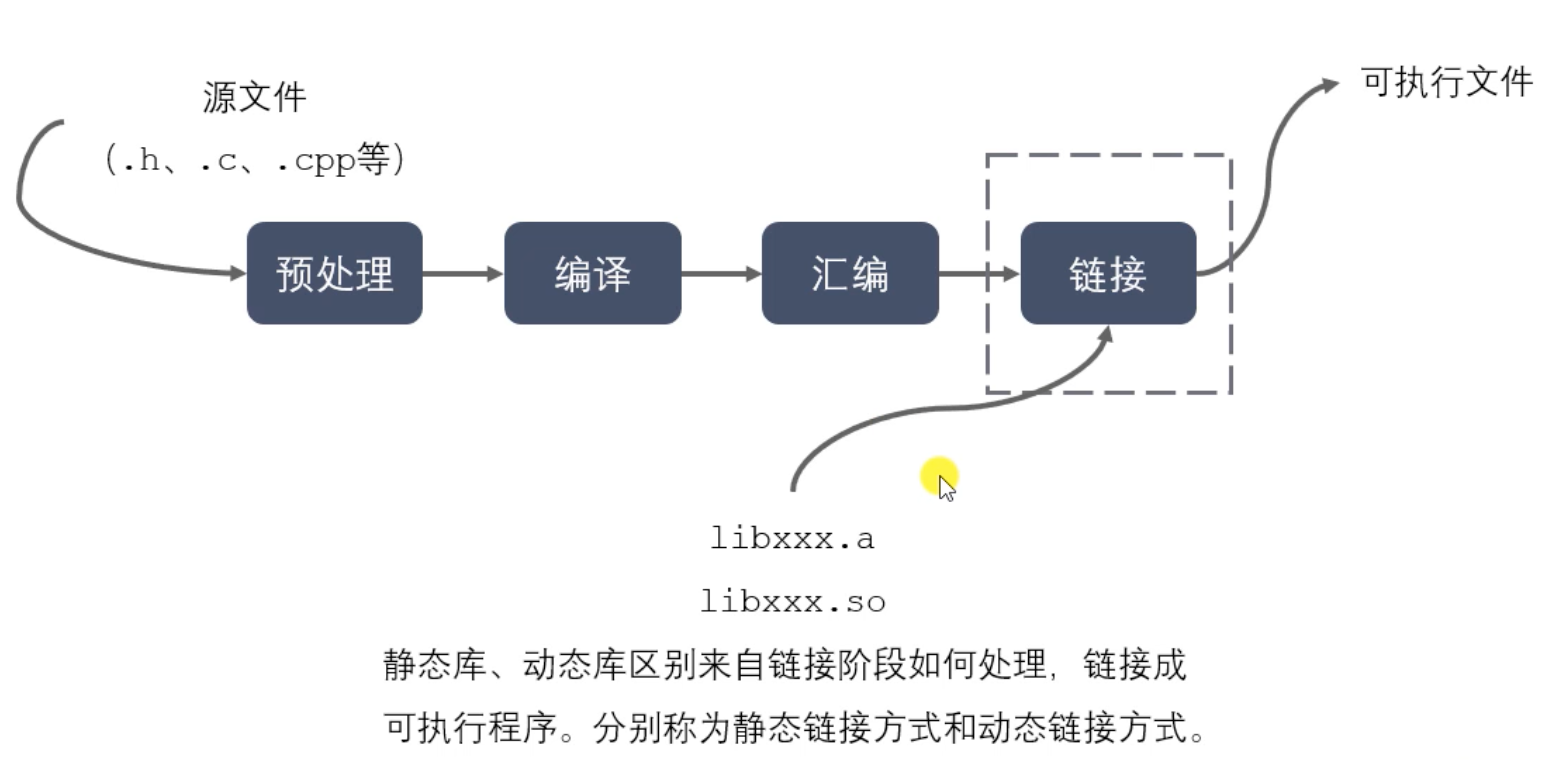 源文件
（.h、.c、.cpp等）
可执行文件
预处理
编译
汇编
链接
libxxx.a
libxxx.so
静态库、动态库区别来自链接阶段如何处理，链接成
可执行程序。分别称为静态链接方式和动态链接方式。